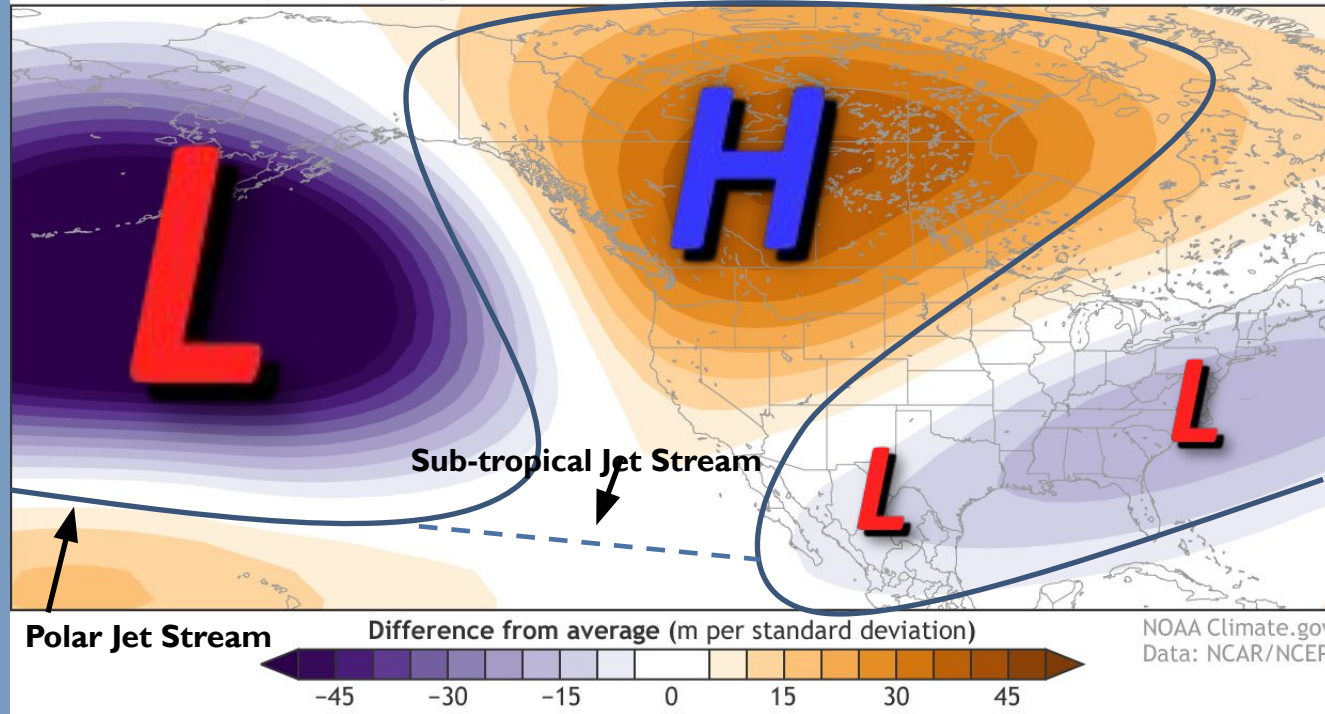 H
L
L
L
Sub-tropical Jet Stream
Polar Jet Stream
Difference from average (m per standard deviation)
−45 −30 −15 0 15 30 45
NOAA Climate.gov
Data: NCAR/NCEP